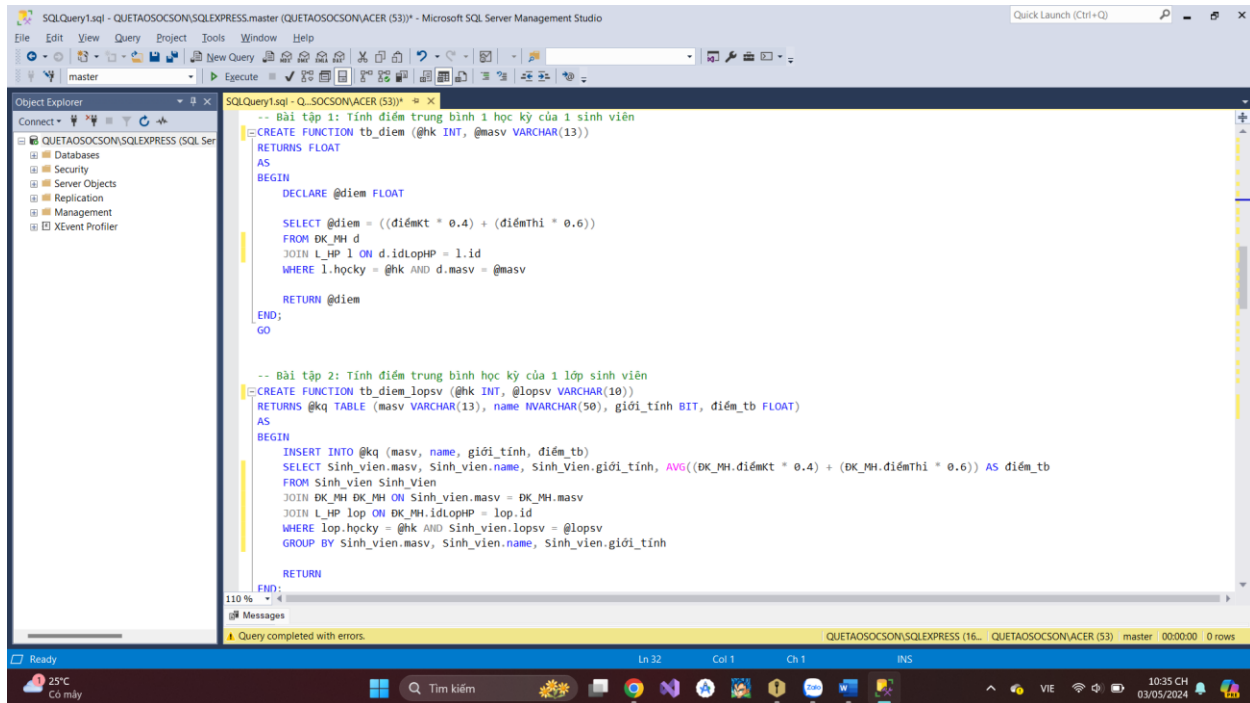 SQLQuery1.sql - QUETAOSOCSON\SQLEXPRESS.master (QUETAOSOCSON\ACER (53))* - Microsoft SQL Server Management Studio
Quick Launch (Ctrl+Q)
File Edit View Query Project Tools Window Help
New Query
master
Execute
Object Explorer
SQLQuery1.sql - Q...SOCSON\ACER (53))*
Connect
QUETAOSOCSON\SQLEXPRESS (SQL Ser
Databases
Security
Server Objects
Replication
Management
XEvent Profiler
-- Bài tập 1: Tính điểm trung bình 1 học kỳ của 1 sinh viên
CREATE FUNCTION tb_diem (@hk INT, @masv VARCHAR(13))
RETURNS FLOAT
AS
BEGIN
DECLARE @diem FLOAT
SELECT @diem = ((điểmKt * 0.4) + (điểmThi * 0.6))
FROM ĐK_MH d
JOIN L_HP l ON d.idLopHP = l.id
WHERE l.họcky = @hk AND d.masv = @masv
RETURN @diem
END;
GO
-- Bài tập 2: Tính điểm trung bình học kỳ của 1 lớp sinh viên
CREATE FUNCTION tb_diem_lopsv (@hk INT, @lopsv VARCHAR(10))
RETURNS @kq TABLE (masv VARCHAR(13), name NVARCHAR(50), giới_tính BIT, điểm_tb FLOAT)
AS
BEGIN
INSERT INTO @kq (masv, name, giới_tính, điểm_tb)
SELECT Sinh_vien.masv, Sinh_vien.name, Sinh_Vien.giới_tính, AVG((ĐK_MH.điểmKt * 0.4) + (ĐK_MH.điểmThi * 0.6)) AS điểm_tb
FROM Sinh_vien Sinh_Vien
JOIN ĐK_MH ĐK_MH ON Sinh_vien.masv = ĐK_MH.masv
JOIN L_HP lop ON ĐK_MH.idLopHP = lop.id
WHERE lop.họcky = @hk AND Sinh_vien.lopsv = @lopsv
GROUP BY Sinh_vien.masv, Sinh_vien.name, Sinh_vien.giới_tính
RETURN
END;
110 %
Messages
Query completed with errors.
QUETAOSOCSON\SQLEXPRESS (16... QUETAOSOCSON\ACER (53) master 00:00:00 0 rows
Ready
Ln 32 Col 1 Ch 1 INS
1
25°C
Có mây
Tìm kiếm
Zalo
VIE
10:35 CH
03/05/2024